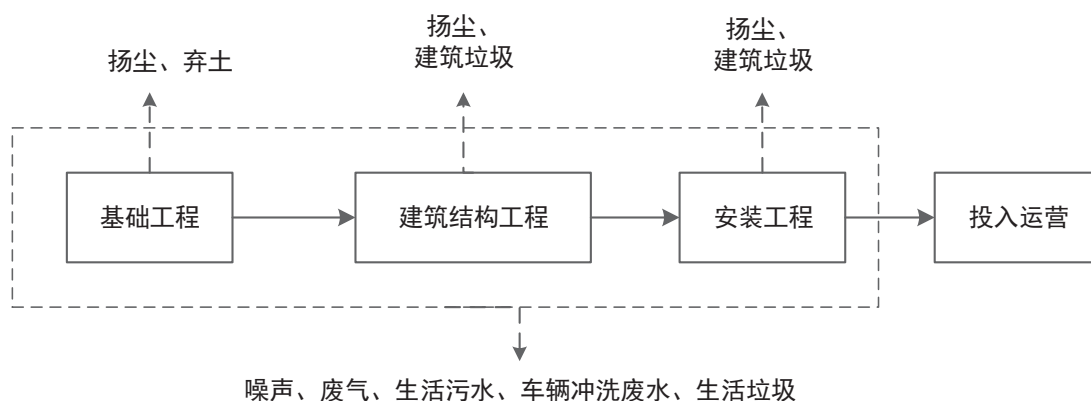 扬尘、弃土
扬尘、
建筑垃圾
扬尘、
建筑垃圾
基础工程
建筑结构工程
安装工程
投入运营
噪声、废气、生活污水、车辆冲洗废水、生活垃圾